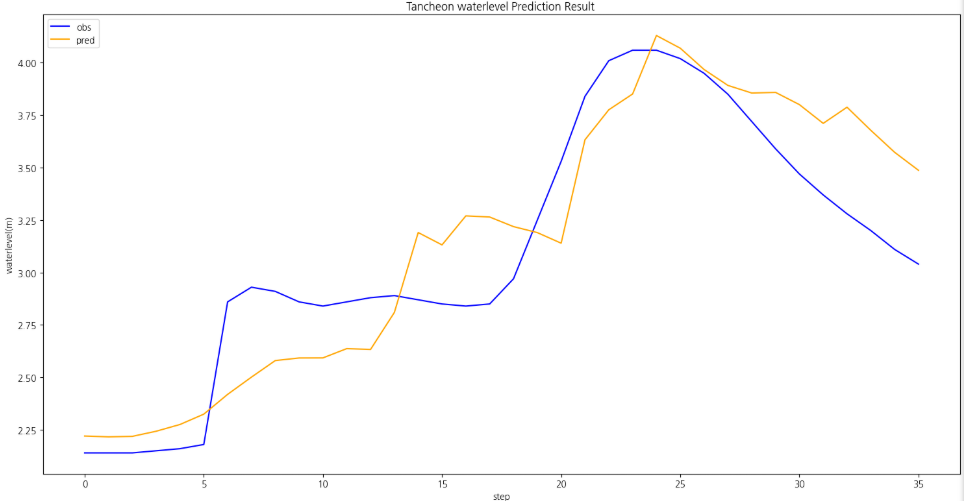 Tancheon waterlevel Prediction Result
obs
pred
4.00
3.75
3.50
3.25
3.00
2.75
2.50
2.25
waterlevel(m)
0 5 10 15 20 25 30 35
step